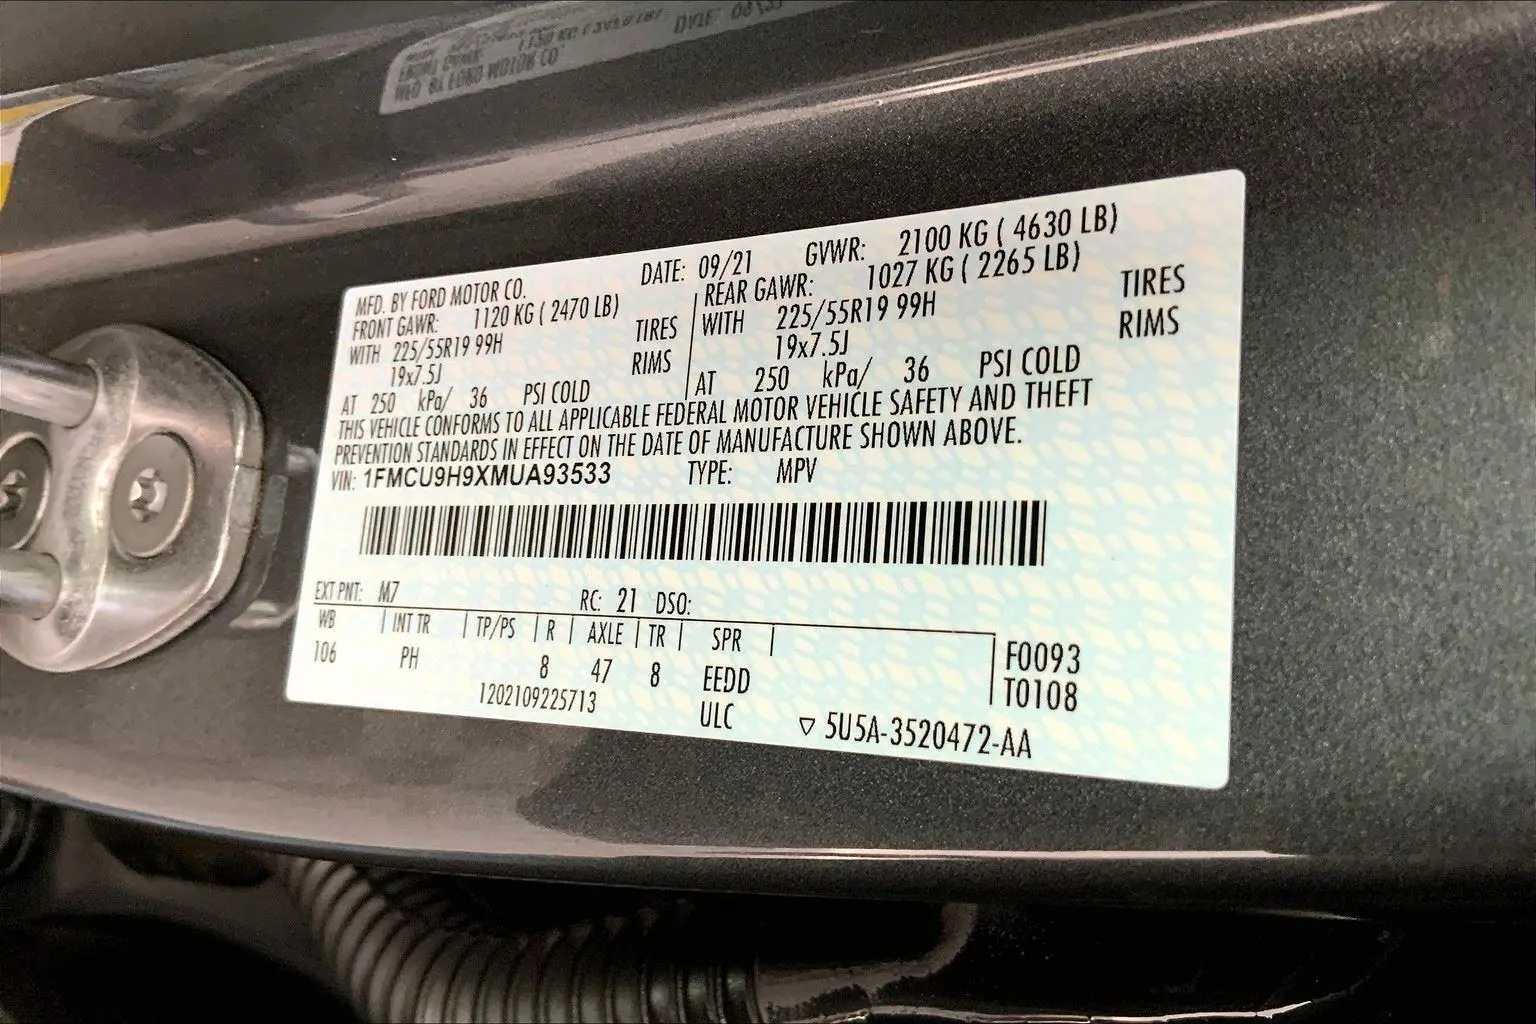 MFD. BY FORD MOTOR CO. DATE: 09/21 GVWR: 2100 KG ( 4630 LB)
FRONT GAWR: 1120 KG ( 2470 LB) REAR GAWR: 1027 KG ( 2265 LB)
WITH 225/55R19 99H TIRES WITH 225/55R19 99H TIRES
19x7.5J RIMS 19x7.5J RIMS
AT 250 kPa/ 36 PSI COLD AT 250 kPa/ 36 PSI COLD
THIS VEHICLE CONFORMS TO ALL APPLICABLE FEDERAL MOTOR VEHICLE SAFETY AND THEFT
PREVENTION STANDARDS IN EFFECT ON THE DATE OF MANUFACTURE SHOWN ABOVE.
VIN: 1FMCU9H9XMUA93533 TYPE: MPV
EXT PNT: M7 RC: 21 DSO:
WB INT TR TP/PS R AXLE TR SPR
106 PH 8 47 8 EEDD
F0093
T0108
1202109225713 ULC ▽ 5U5A-3520472-AA